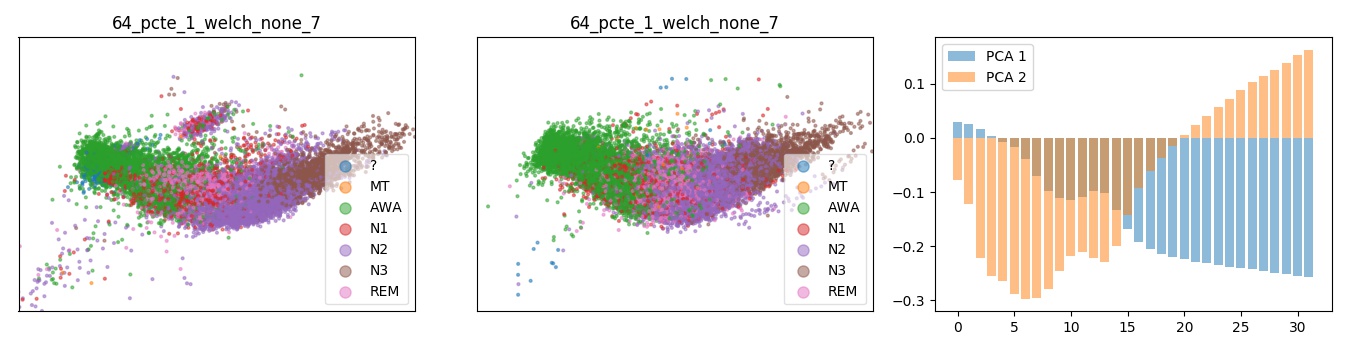 64_pcte_1_welch_none_7
?
MT
AWA
N1
N2
N3
REM
64_pcte_1_welch_none_7
?
MT
AWA
N1
N2
N3
REM
PCA 1
PCA 2
0.1
0.0
−0.1
−0.2
−0.3
0 5 10 15 20 25 30